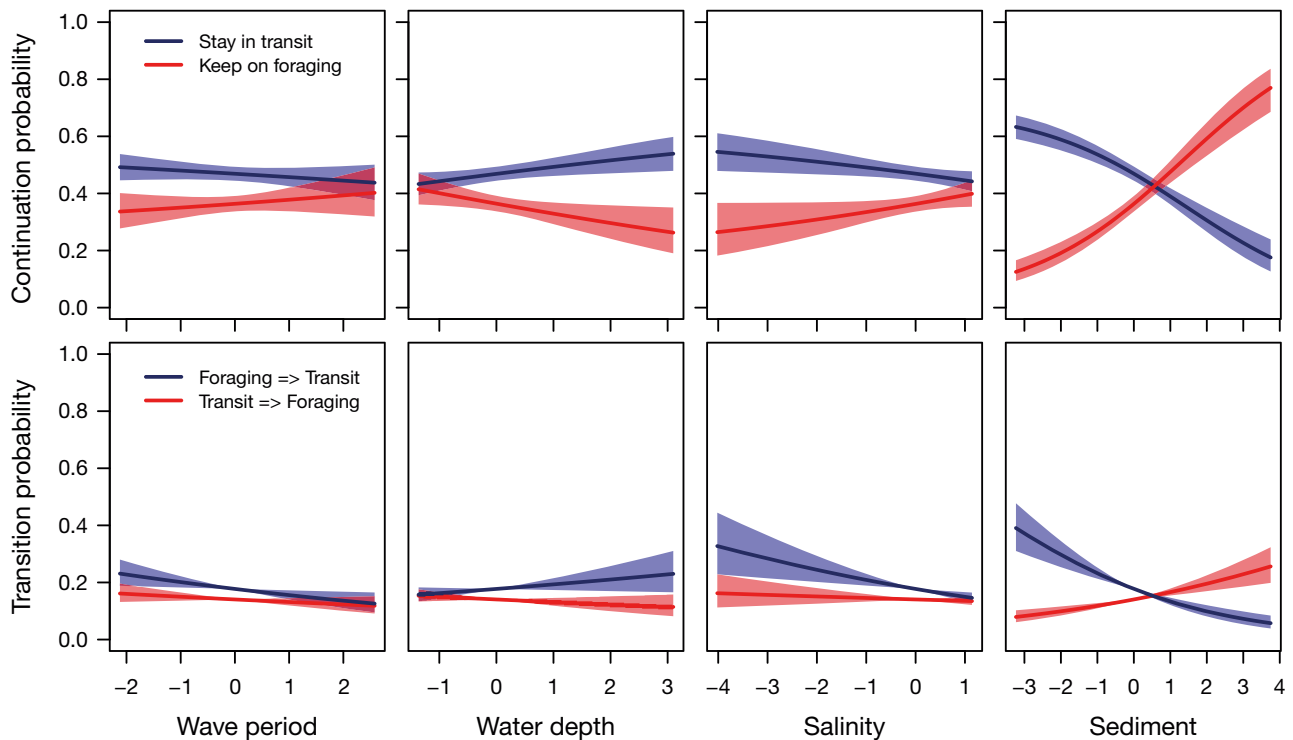 Continuation probability
1.0
0.8
0.6
0.4
0.2
0.0
Stay in transit
Keep on foraging
Transition probability
1.0
0.8
0.6
0.4
0.2
0.0
Foraging => Transit
Transit => Foraging
−2 −1 0 1 2
−1 0 1 2 3
−4 −3 −2 −1 0 1
−3 −2 −1 0 1 2 3 4
Wave period
Water depth
Salinity
Sediment